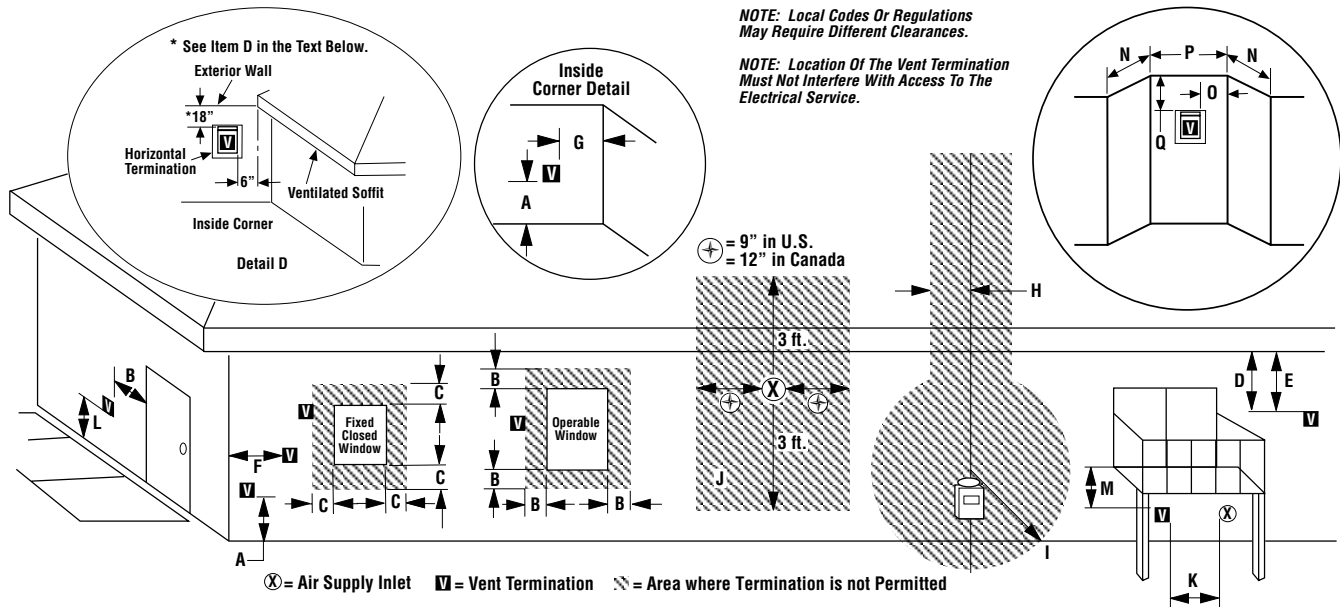 * See Item D in the Text Below.
Exterior Wall
*18"
V
Horizontal
Termination
6"
Ventilated Soffit
Inside Corner
Detail D
Inside
Corner Detail
G
V
A
NOTE: Local Codes Or Regulations
May Require Different Clearances.
NOTE: Location Of The Vent Termination
Must Not Interfere With Access To The
Electrical Service.
N P N
O
Q
V
= 9" in U.S.
= 12" in Canada
H
3 ft.
X
3 ft.
J
I
B
V
L
F
V
V
A
V
Fixed
Closed
Window
C
C
C
C
V
Operable
Window
B
B
B
B
D
E
V
M
V
X
K
X = Air Supply Inlet V = Vent Termination = Area where Termination is not Permitted